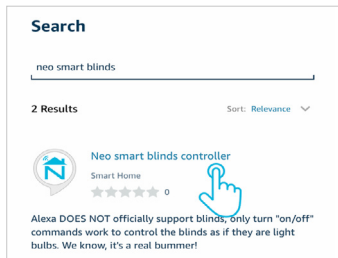 Search
neo smart blinds
2 Results
Sort: Relevance
Neo smart blinds controller
Smart Home
0
Alexa DOES NOT officially support blinds, only turn "on/off"
commands work to control the blinds as if they are light
bulbs. We know, it's a real bummer!